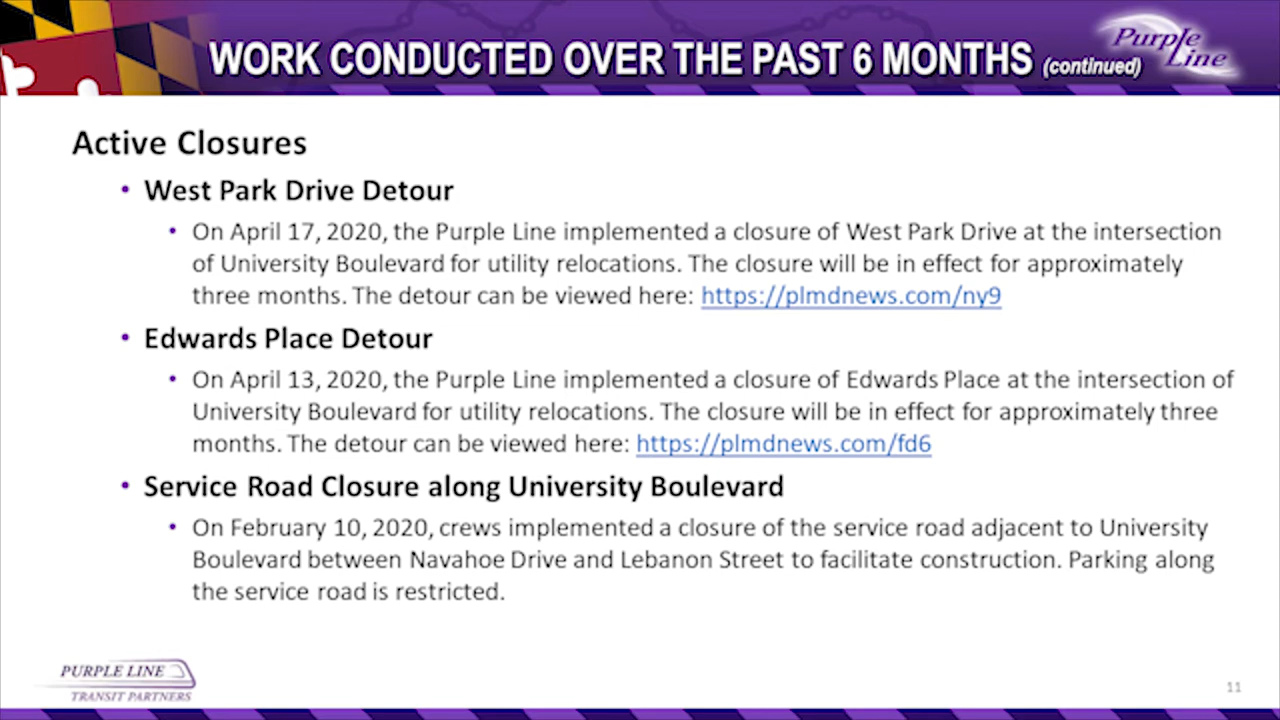 WORK CONDUCTED OVER THE PAST 6 MONTHS (continued)
Purple
Line
Active Closures
• West Park Drive Detour
• On April 17, 2020, the Purple Line implemented a closure of West Park Drive at the intersection
of University Boulevard for utility relocations. The closure will be in effect for approximately
three months. The detour can be viewed here: https://plmdnews.com/ny9
• Edwards Place Detour
• On April 13, 2020, the Purple Line implemented a closure of Edwards Place at the intersection of
University Boulevard for utility relocations. The closure will be in effect for approximately three
months. The detour can be viewed here: https://plmdnews.com/fd6
• Service Road Closure along University Boulevard
• On February 10, 2020, crews implemented a closure of the service road adjacent to University
Boulevard between Navahoe Drive and Lebanon Street to facilitate construction. Parking along
the service road is restricted.
PURPLE LINE
TRANSIT PARTNERS
11